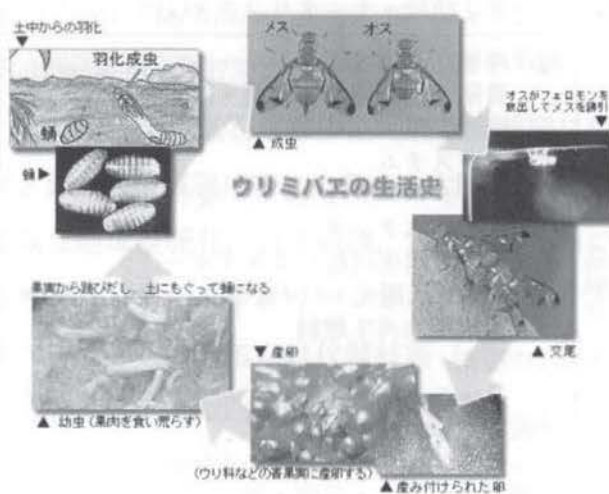 土中からの羽化
▼
羽化成虫
蛹
蛹▶
メス
オス
▲ 成虫
オスがフェロモンを
放出してメスを誘引
▼
ウリミバエの生活史
▲ 交尾
▼ 産卵
(ウリ科などの害果実に産卵する)
▲ 産み付けられた卵
果実から跳びだし、土にもぐって蛹になる
▲ 幼虫(果肉を食い荒らす)